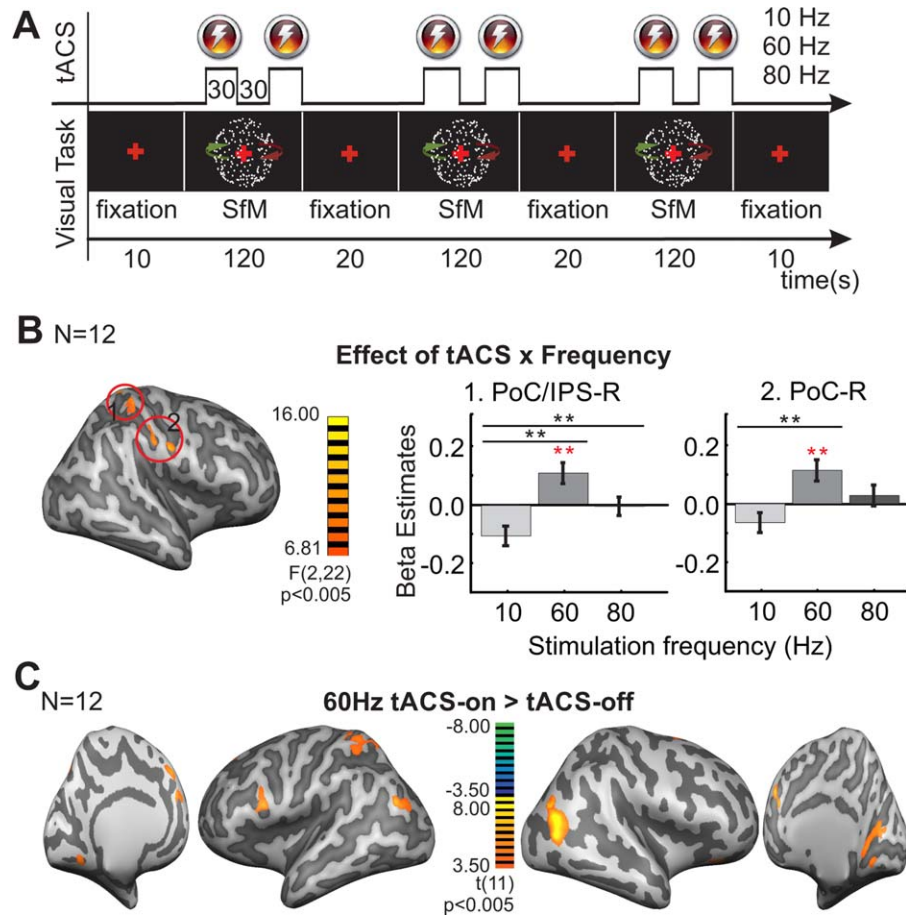 A
tACS
30 30
10 Hz
60 Hz
80 Hz
Visual Task
fixation SfM fixation SfM fixation SfM fixation
10 120 20 120 20 120 10
time(s)
B N=12
Effect of tACS x Frequency
1
2
16.00
6.81
F(2,22)
p<0.005
1. PoC/IPS-R
**
**
**
Beta Estimates
0.2
0.0
-0.2
10 60 80
2. PoC-R
**
**
0.2
0.0
-0.2
10 60 80
Stimulation frequency (Hz)
C
N=12
60Hz tACS-on > tACS-off
-8.00
-3.50
8.00
3.50
t(11)
p<0.005